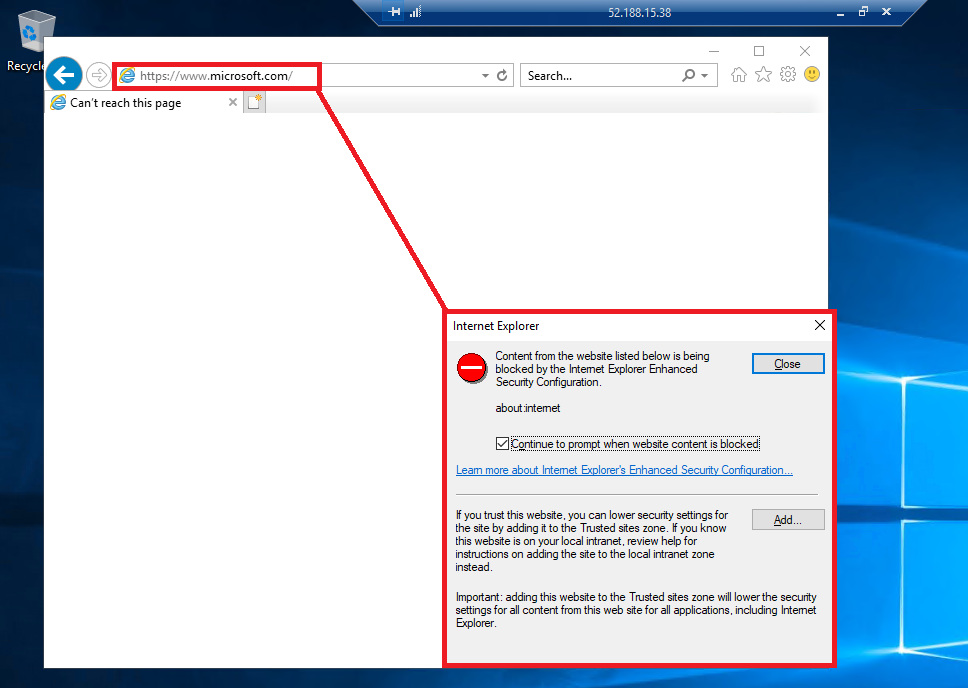 52.188.15.38
Recycle
https://www.microsoft.com/
Search...
Can't reach this page
Internet Explorer
Content from the website listed below is being
blocked by the Internet Explorer Enhanced
Security Configuration.
Close
about:internet
Continue to prompt when website content is blocked
Learn more about Internet Explorer's Enhanced Security Configuration...
If you trust this website, you can lower security settings for
the site by adding it to the Trusted sites zone. If you know
this website is on your local intranet, review help for
instructions on adding the site to the local intranet zone
instead.
Add...
Important: adding this website to the Trusted sites zone will lower the security
settings for all content from this web site for all applications, including Internet
Explorer.